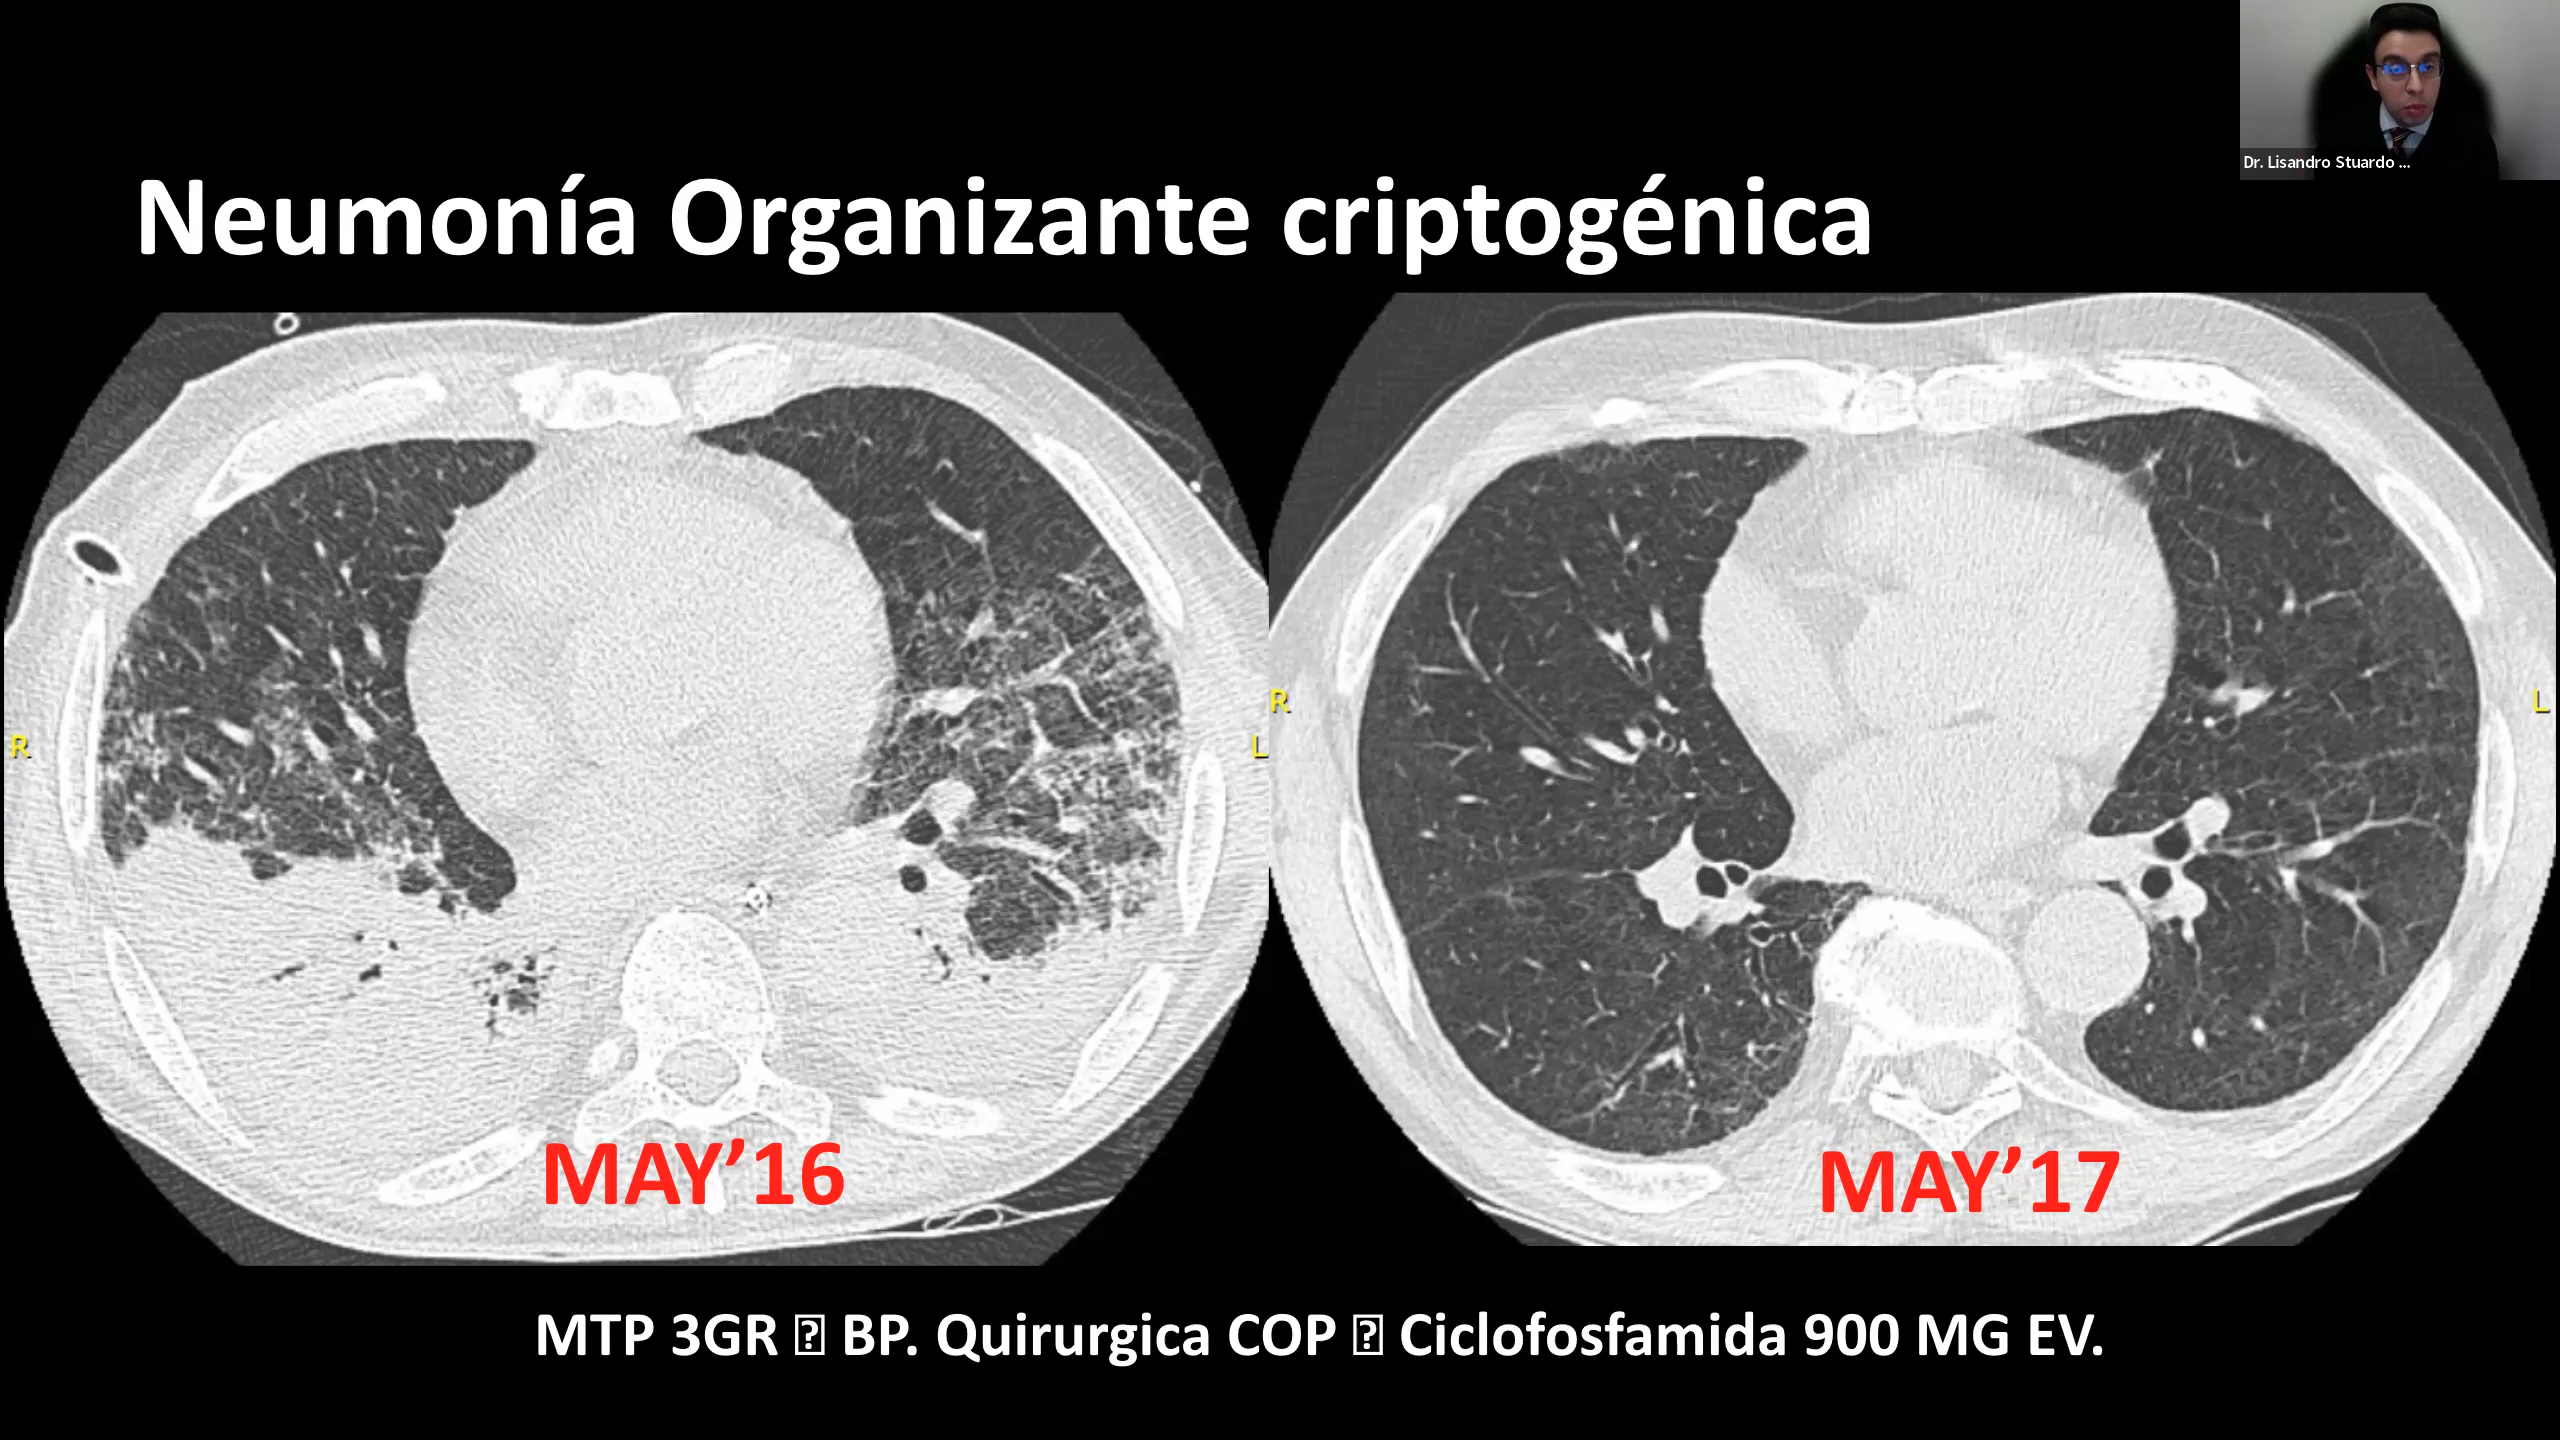 Dr. Lisandro Stuardo ...
Neumonía Organizante criptogénica
R
L
R
L
MAY’16
MAY’17
MTP 3GR � BP. Quirurgica COP � Ciclofosfamida 900 MG EV.